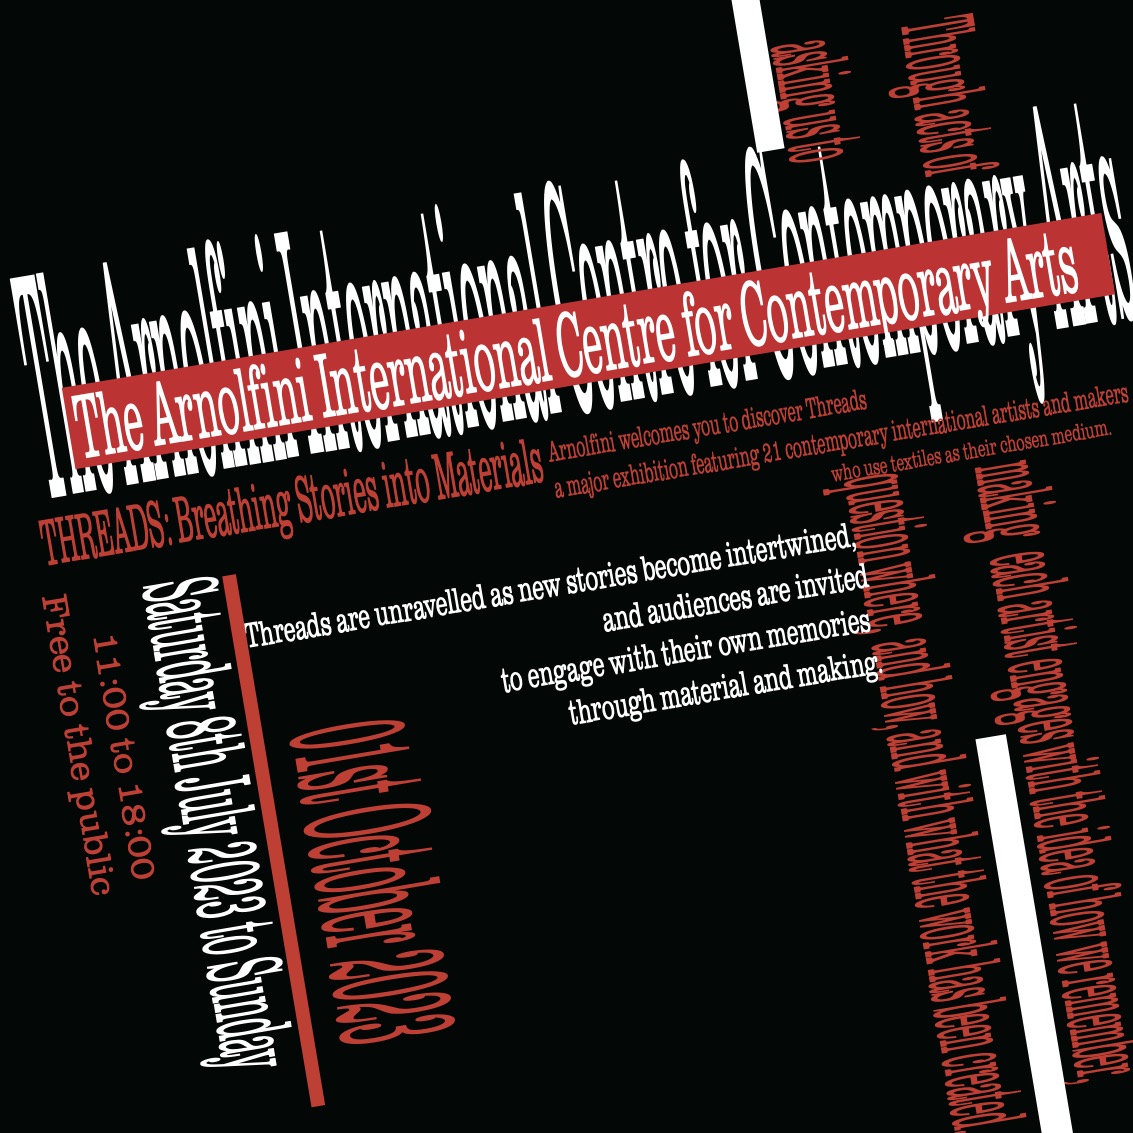 Through acts of making each artist engages with the idea of how we remember,
asking us to question where, and how, and with what the work has been created
The Arnolfini International Centre for Contemporary Arts
The Arnolfini International Centre for Contemporary Arts
THREADS: Breathing Stories into Materials
Arnolfini welcomes you to discover Threads
a major exhibition featuring 21 contemporary international artists and makers
who use textiles as their chosen medium.
Threads are unravelled as new stories become intertwined,
and audiences are invited
to engage with their own memories
through material and making.
01st October 2023
Saturday 8th July 2023 to Sunday
11:00 to 18:00
Free to the public